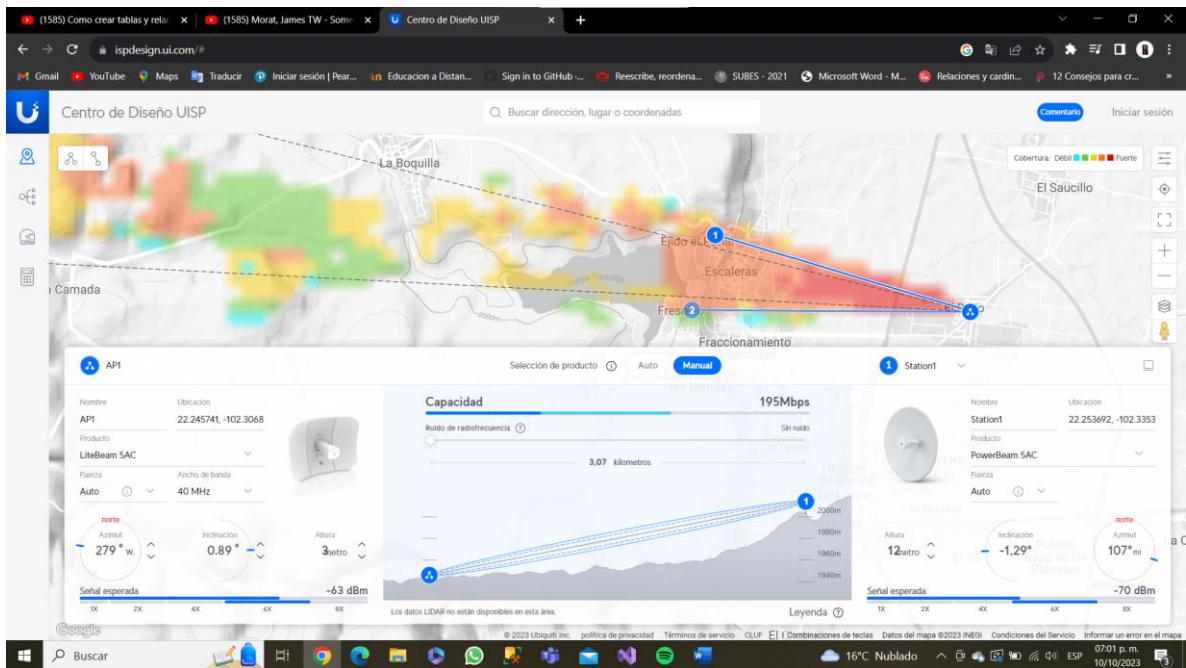 (1585) Como crear tablas y relac
(1585) Morat, James TW - Some
Centro de Diseño UISP
ispdesign.ui.com/#
Gmail
YouTube
Maps
Traducir
Iniciar sesión | Pear...
Educacion a Distan...
Sign in to GitHub ·...
Reescribe, reordena...
SUBES - 2021
Microsoft Word - M...
Relaciones y cardin...
12 Consejos para cr...
»
Centro de Diseño UISP
Buscar dirección, lugar o coordenadas
Comentario
Iniciar sesión
La Boquilla
Cobertura: Débil Fuerte
El Saucillo
Ejido el
1
Escaleras
Camada
2
Fraccionamiento
AP1
Selección de producto
Auto
Manual
1 Station1
Nombre
AP1
Ubicación
22.245741, -102.3068
Producto
LiteBeam 5AC
Fuerza
Auto
Ancho de banda
40 MHz
norte
Azimut
279 ° w.
Inclinación
0.89 °
Altura
3metro
Señal esperada
-63 dBm
1X 2X 4X 6X 8X
Capacidad
195Mbps
Ruido de radiofrecuencia
Sin ruido
3,07 kilometros
1
2000m
1980m
1960m
1940m
Los datos LIDAR no están disponibles en esta área.
Leyenda
Nombre
Station1
Ubicación
22.253692, -102.3353
Producto
PowerBeam 5AC
Fuerza
Auto
Altura
12metro
Inclinación
-1,29°
norte
Azimut
107° mi
Señal esperada
-70 dBm
1X 2X 4X 6X 8X
Google
© 2023 Ubiquiti Inc.
política de privacidad
Términos de servicio
CLUF
Combinaciones de teclas
Datos del mapa ©2023 INEGI
Condiciones del Servicio
Informar un error en el mapa
Buscar
16°C Nublado
ESP
07:01 p. m.
10/10/2023
3